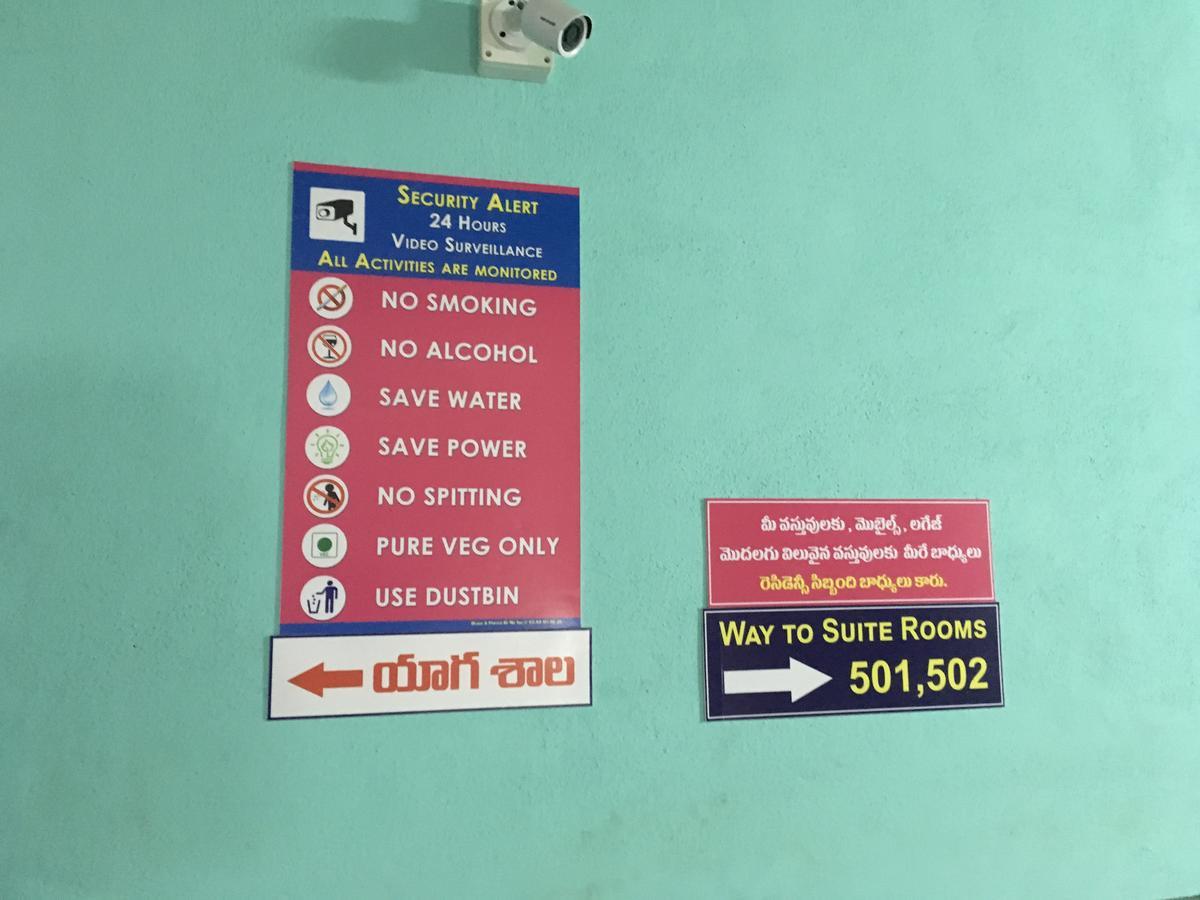 SECURITY ALERT
24 HOURS
VIDEO SURVEILLANCE
ALL ACTIVITIES ARE MONITORED
NO SMOKING
NO ALCOHOL
SAVE WATER
SAVE POWER
NO SPITTING
PURE VEG ONLY
USE DUSTBIN
యాగ శాల
మీ వస్తువులకు, మొబైల్స్, లగేజ్
మొదలగు విలువైన వస్తువులకు మీరే బాధ్యులు
రెసిడెన్సీ సిబ్బంది బాధ్యులు కారు.
WAY TO SUITE ROOMS
501,502